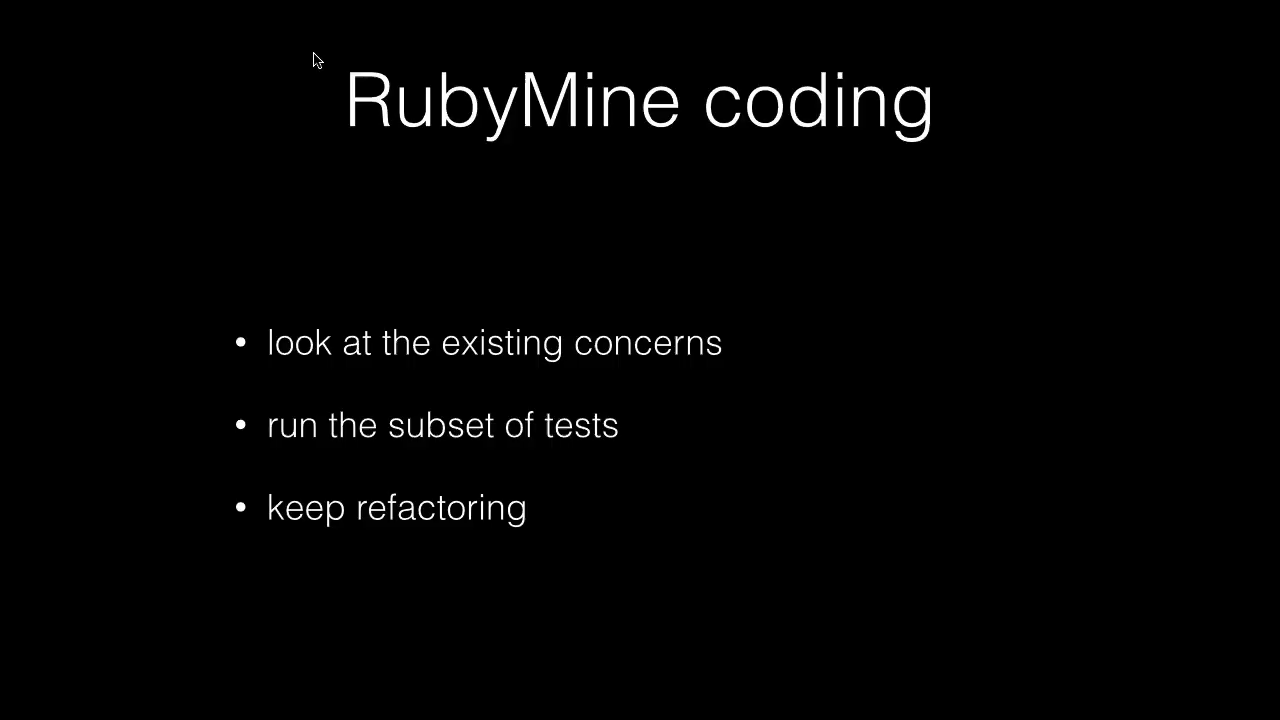 RubyMine coding
• look at the existing concerns
• run the subset of tests
• keep refactoring